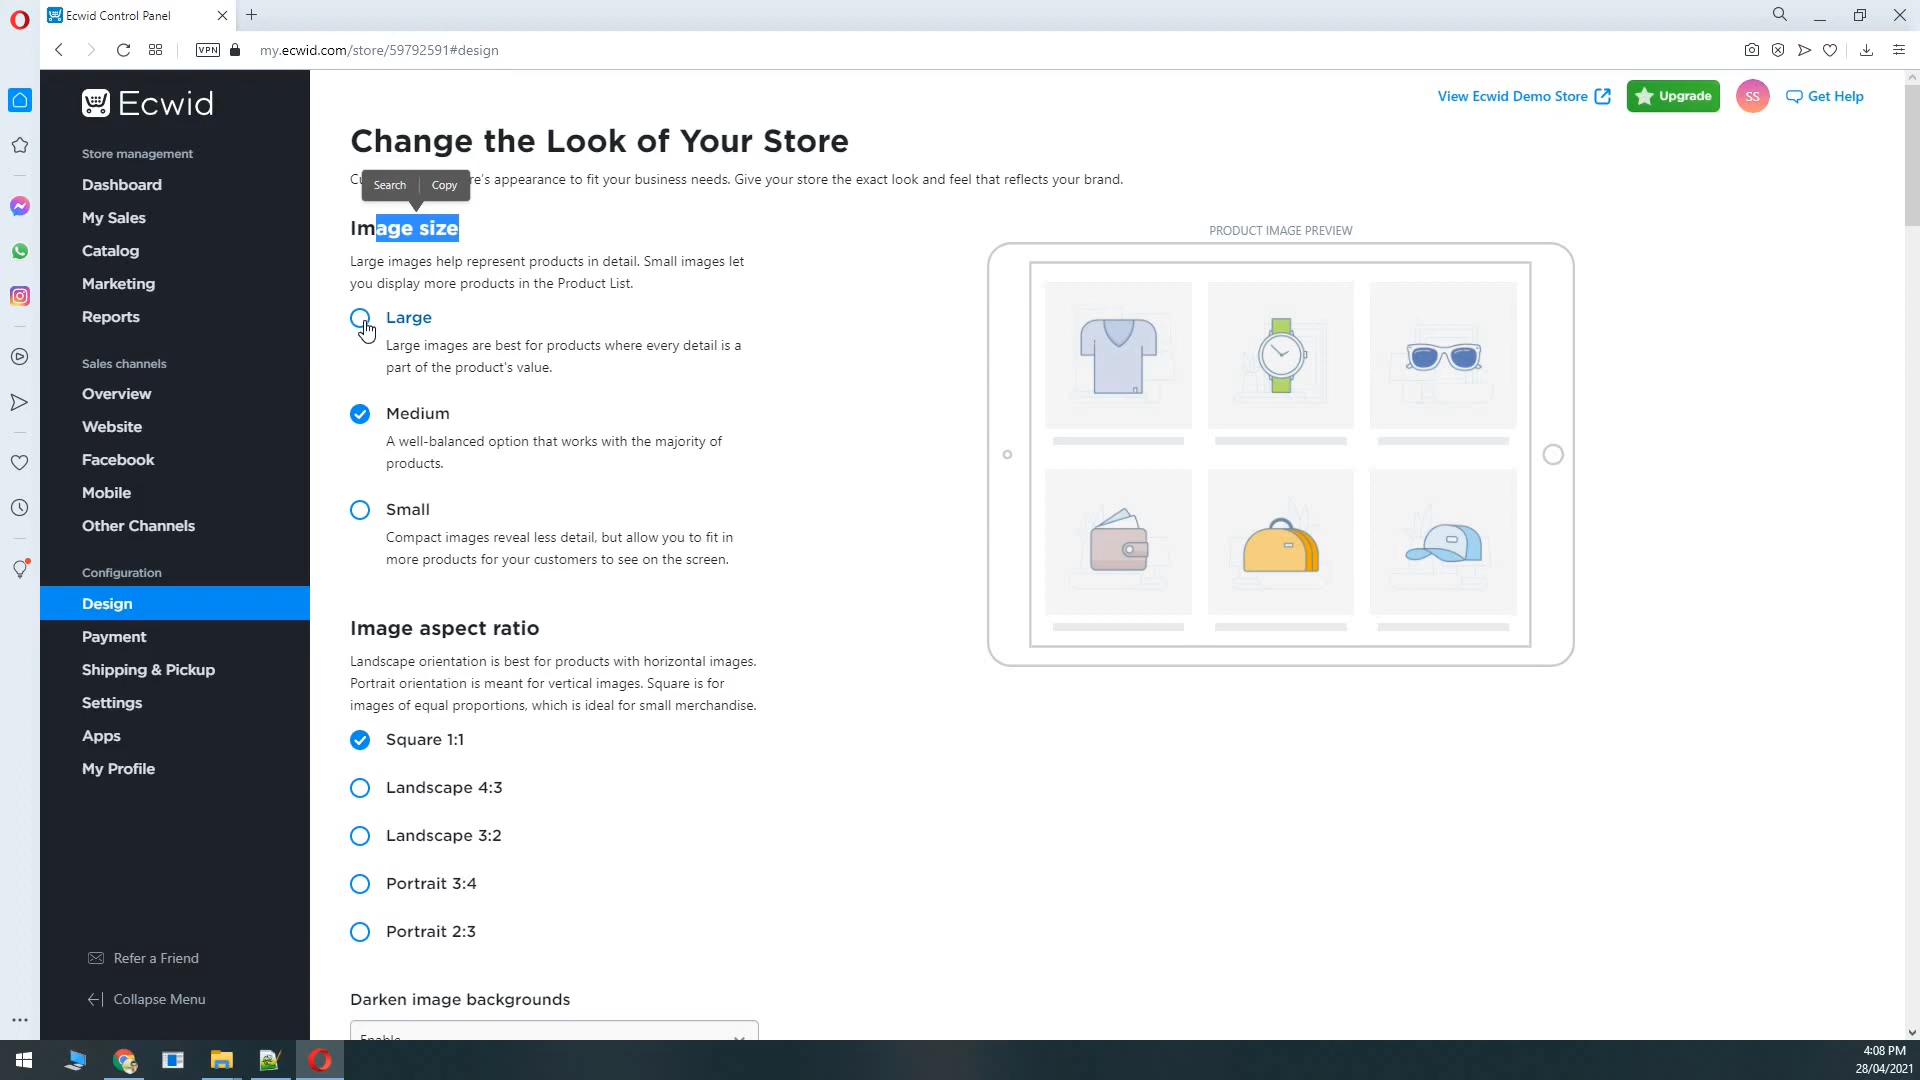 Ecwid Control Panel
VPN
my.ecwid.com/store/59792591#design
Ecwid
Store management
Dashboard
My Sales
Catalog
Marketing
Reports
Sales channels
Overview
Website
Facebook
Mobile
Other Channels
Configuration
Design
Payment
Shipping & Pickup
Settings
Apps
My Profile
Refer a Friend
Collapse Menu
View Ecwid Demo Store
Upgrade
SS
Get Help
Change the Look of Your Store
Search
Copy
re's appearance to fit your business needs. Give your store the exact look and feel that reflects your brand.
Image size
Large images help represent products in detail. Small images let
you display more products in the Product List.
Large
Large images are best for products where every detail is a
part of the product's value.
Medium
A well-balanced option that works with the majority of
products.
Small
Compact images reveal less detail, but allow you to fit in
more products for your customers to see on the screen.
Image aspect ratio
Landscape orientation is best for products with horizontal images.
Portrait orientation is meant for vertical images. Square is for
images of equal proportions, which is ideal for small merchandise.
Square 1:1
Landscape 4:3
Landscape 3:2
Portrait 3:4
Portrait 2:3
Darken image backgrounds
Enable
PRODUCT IMAGE PREVIEW
4:08 PM
28/04/2021